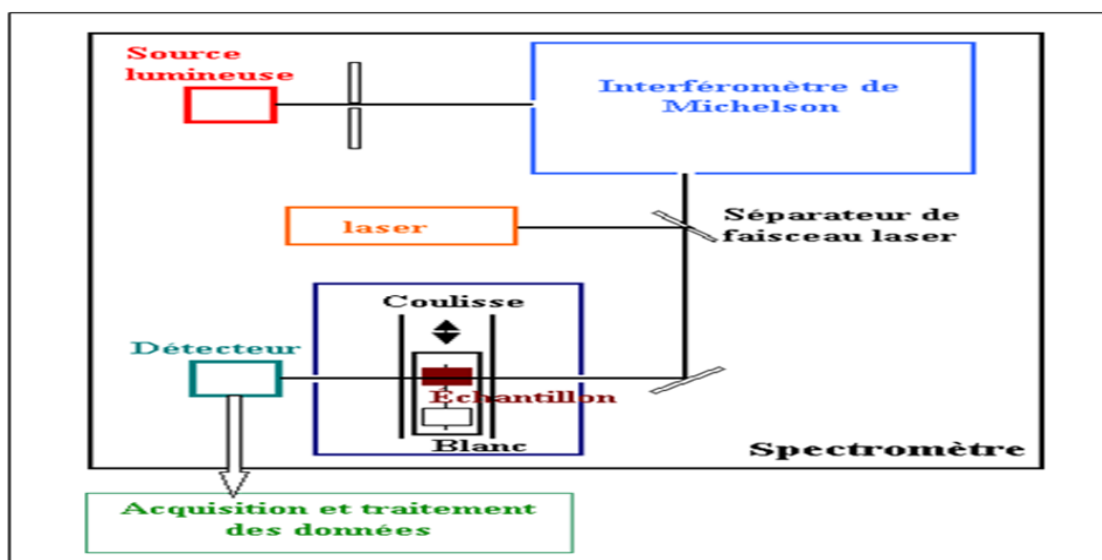 Source
lumineuse
Interféromètre de
Michelson
laser
Séparateur de
faisceau laser
Coulisse
Détecteur
Echantillon
Blanc
Spectromètre
Acquisition et traitement
des données